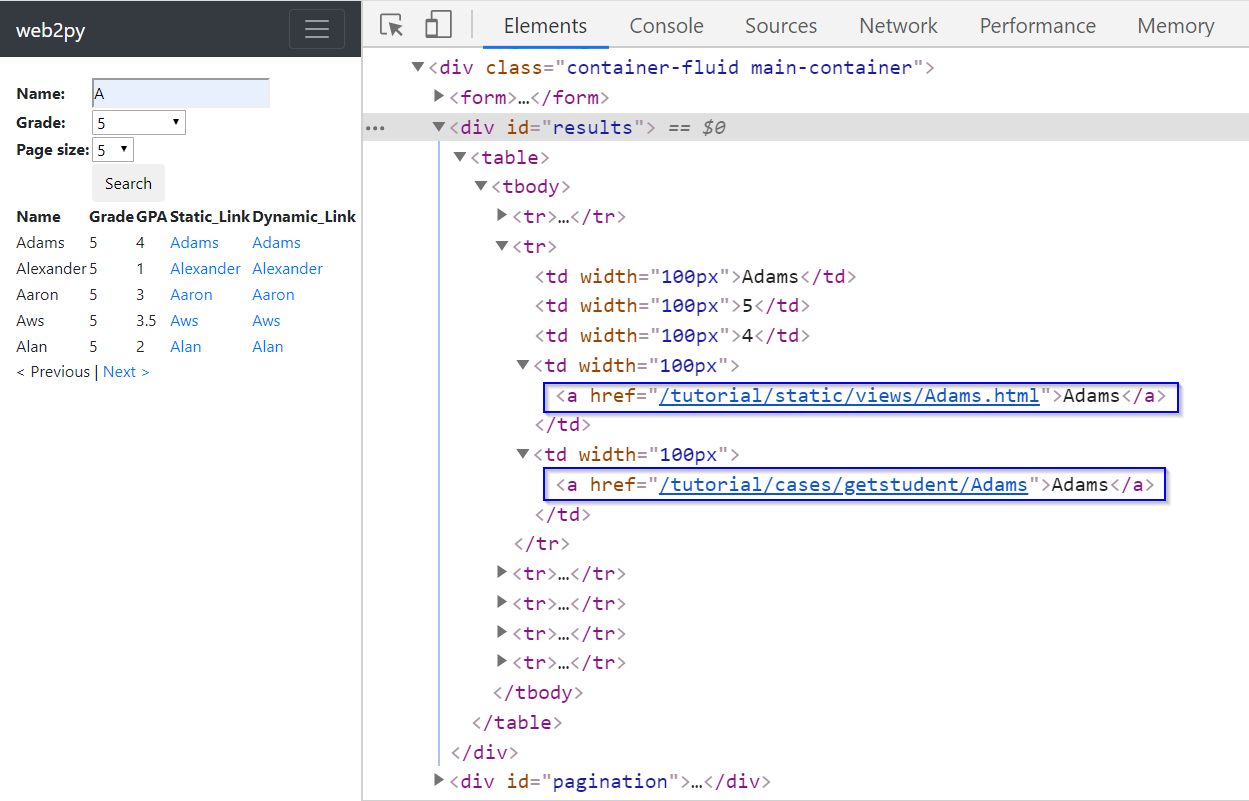 web2py
Name: A
Grade: 5
Page size: 5
Search
Name Grade GPA Static_Link Dynamic_Link
Adams 5 4 Adams Adams
Alexander 5 1 Alexander Alexander
Aaron 5 3 Aaron Aaron
Aws 5 3.5 Aws Aws
Alan 5 2 Alan Alan
< Previous | Next >
Elements Console Sources Network Performance Memory
<div class="container-fluid main-container">
<form>…</form>
<div id="results"> == $0
<table>
<tbody>
<tr>…</tr>
<tr>
<td width="100px">Adams</td>
<td width="100px">5</td>
<td width="100px">4</td>
<td width="100px">
<a href="/tutorial/static/views/Adams.html">Adams</a>
</td>
<td width="100px">
<a href="/tutorial/cases/getstudent/Adams">Adams</a>
</td>
</tr>
<tr>…</tr>
<tr>…</tr>
<tr>…</tr>
<tr>…</tr>
</tbody>
</table>
</div>
<div id="pagination">…</div>